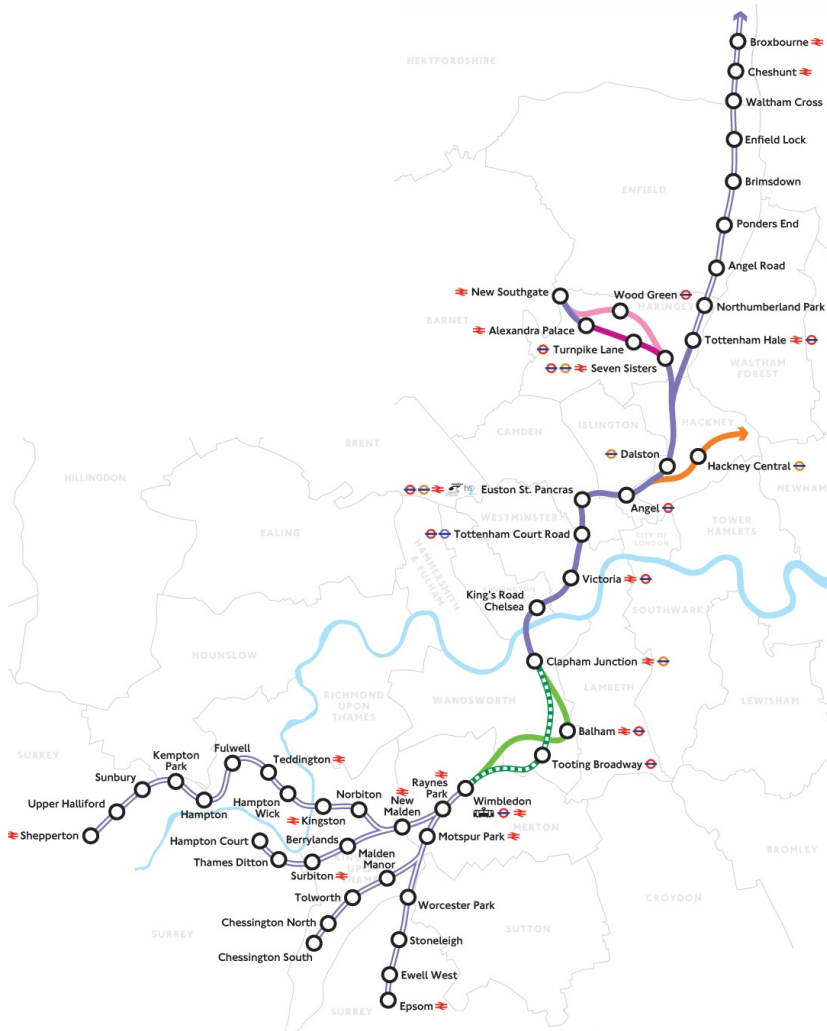 Broxbourne
HERTFORDSHIRE
Cheshunt
Waltham Cross
Enfield Lock
Brimsdown
ENFIELD
Ponders End
Angel Road
New Southgate
Wood Green
HARINGEY
Northumberland Park
BARNET
Alexandra Palace
Turnpike Lane
Tottenham Hale
Seven Sisters
WALTHAM
FOREST
ISLINGTON
HACKNEY
CAMDEN
BRENT
Dalston
Hackney Central
HILLINGDON
hs2
Euston St. Pancras
NEWHAM
Angel
WESTMINSTER
TOWER
HAMLETS
EALING
Tottenham Court Road
CITY OF
LONDON
HAMMERSMITH
& FULHAM
Victoria
King's Road
Chelsea
SOUTHWARK
HOUNSLOW
Clapham Junction
RICHMOND
UPON
THAMES
WANDSWORTH
LAMBETH
LEWISHAM
Balham
SURREY
Fulwell
Kempton
Park
Teddington
Tooting Broadway
Sunbury
Raynes
Park
Upper Halliford
Hampton
Hampton
Wick
Norbiton
New
Malden
Wimbledon
Kingston
Shepperton
Hampton Court
Berrylands
Motspur Park
MERTON
Thames Ditton
Malden
Manor
BROMLEY
Surbiton
KINGSTON
UPON
THAMES
Tolworth
CROYDON
Worcester Park
Chessington North
SURREY
SUTTON
Stoneleigh
Chessington South
Ewell West
Epsom
SURREY